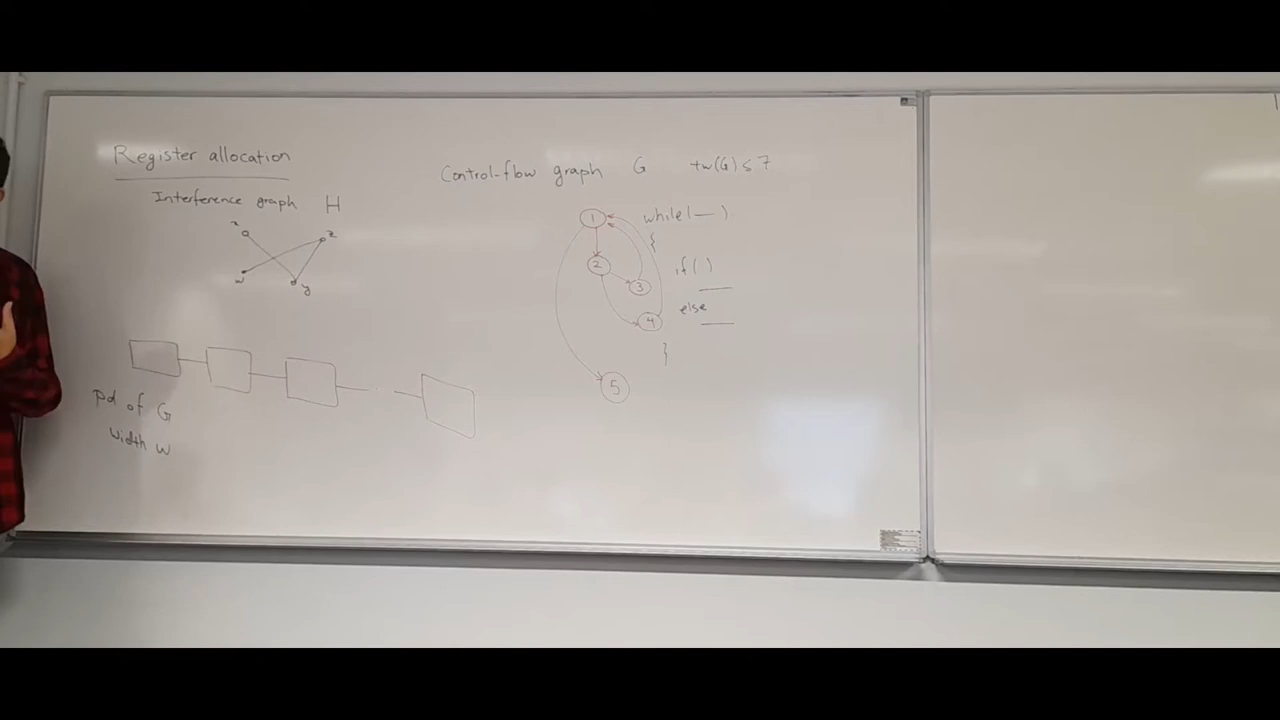 Register allocation
Interference graph H
x
z
w
y
pd of G
width w
Control-flow graph G tw(G) ≤ 7
1
while(—)
{
2
if( )
3
else
4
}
5